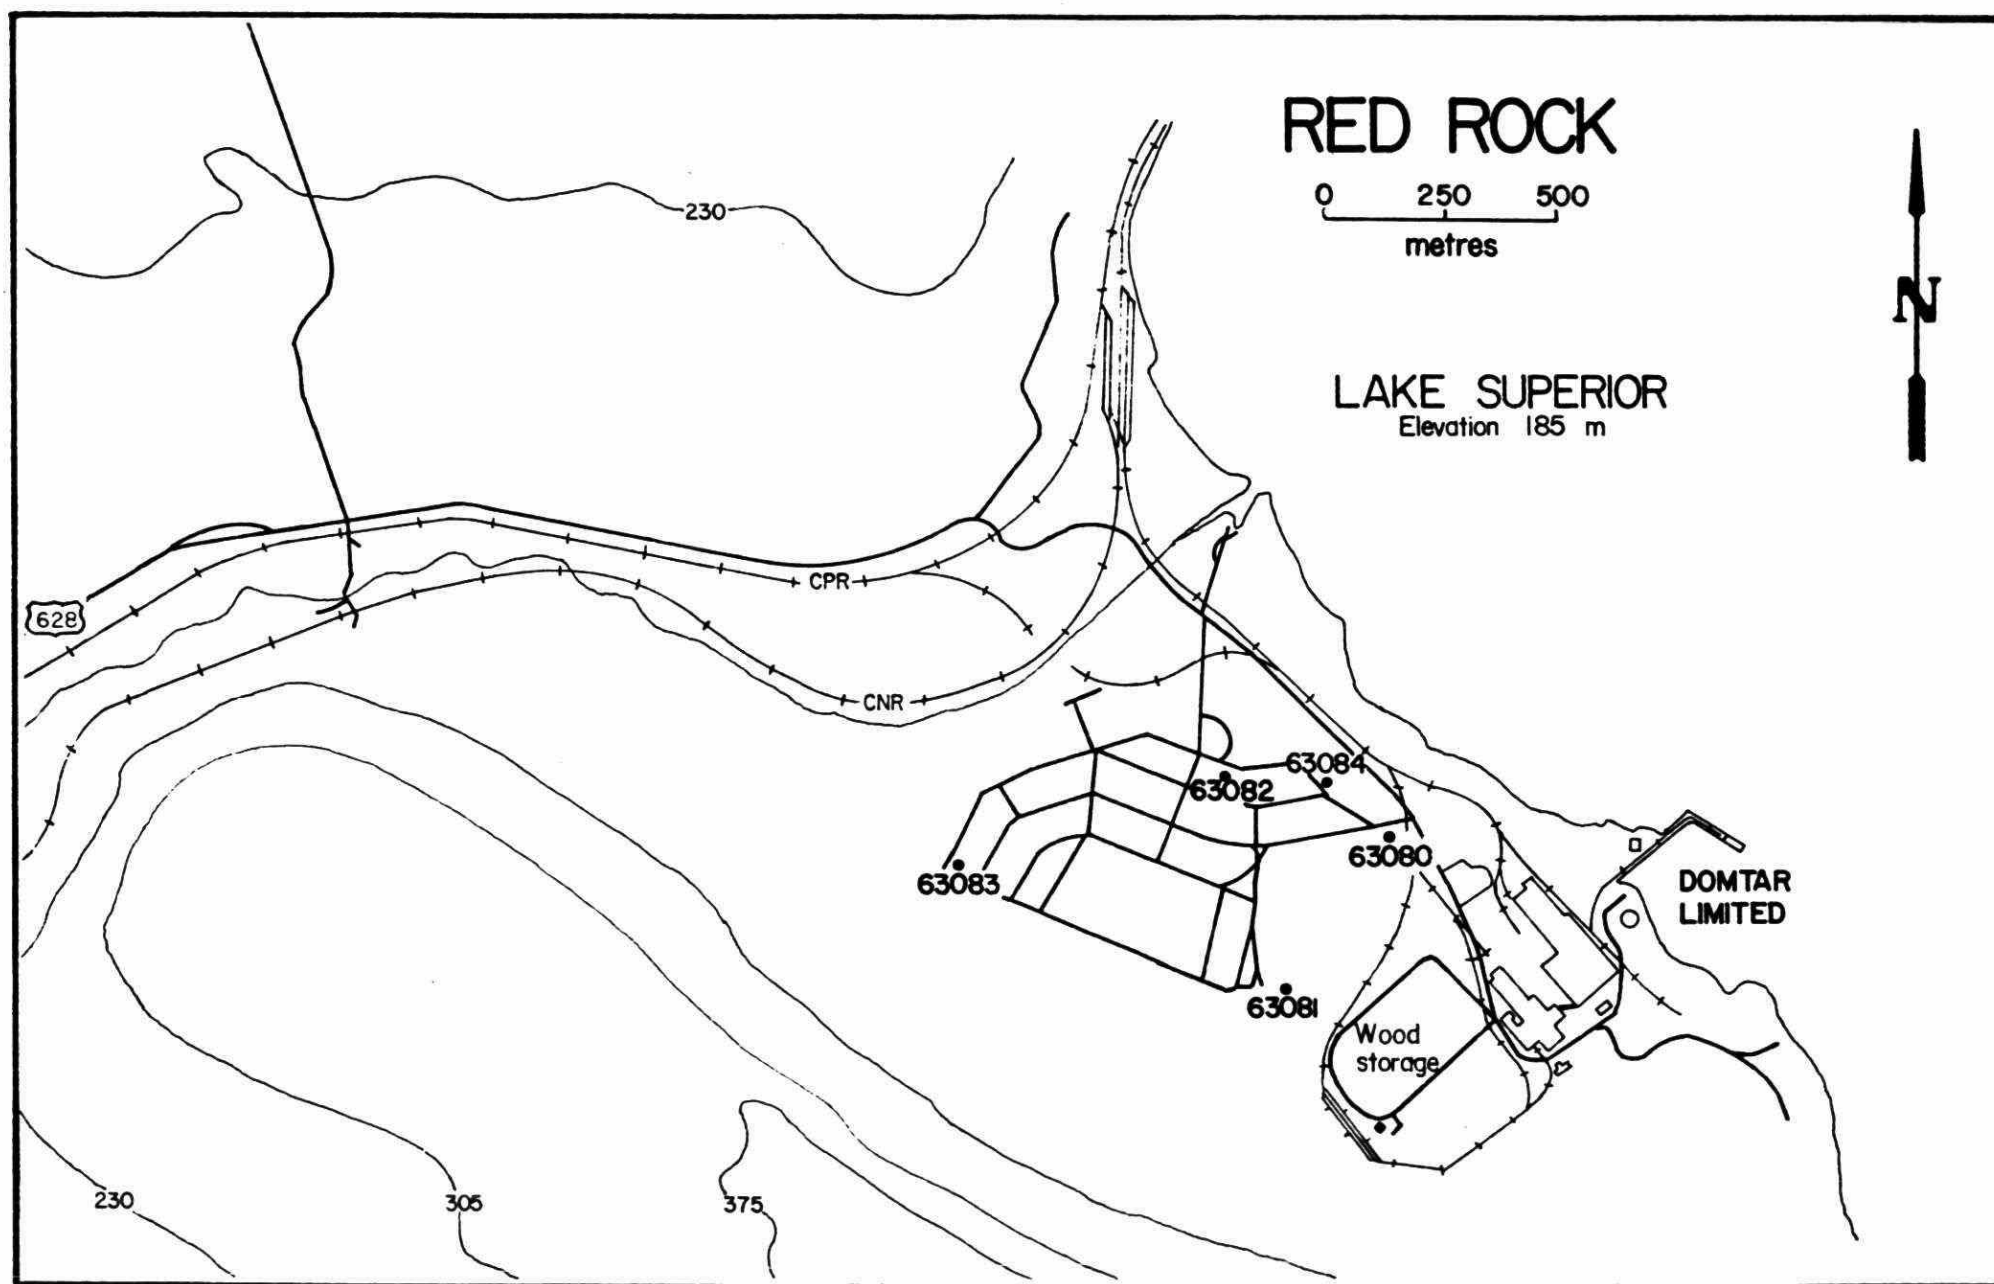 RED ROCK
0 250 500
metres
N
230
LAKE SUPERIOR
Elevation 185 m
CPR
628
CNR
63084
63082
63080
63083
DOMTAR
LIMITED
63081
Wood
storage
230
305
375